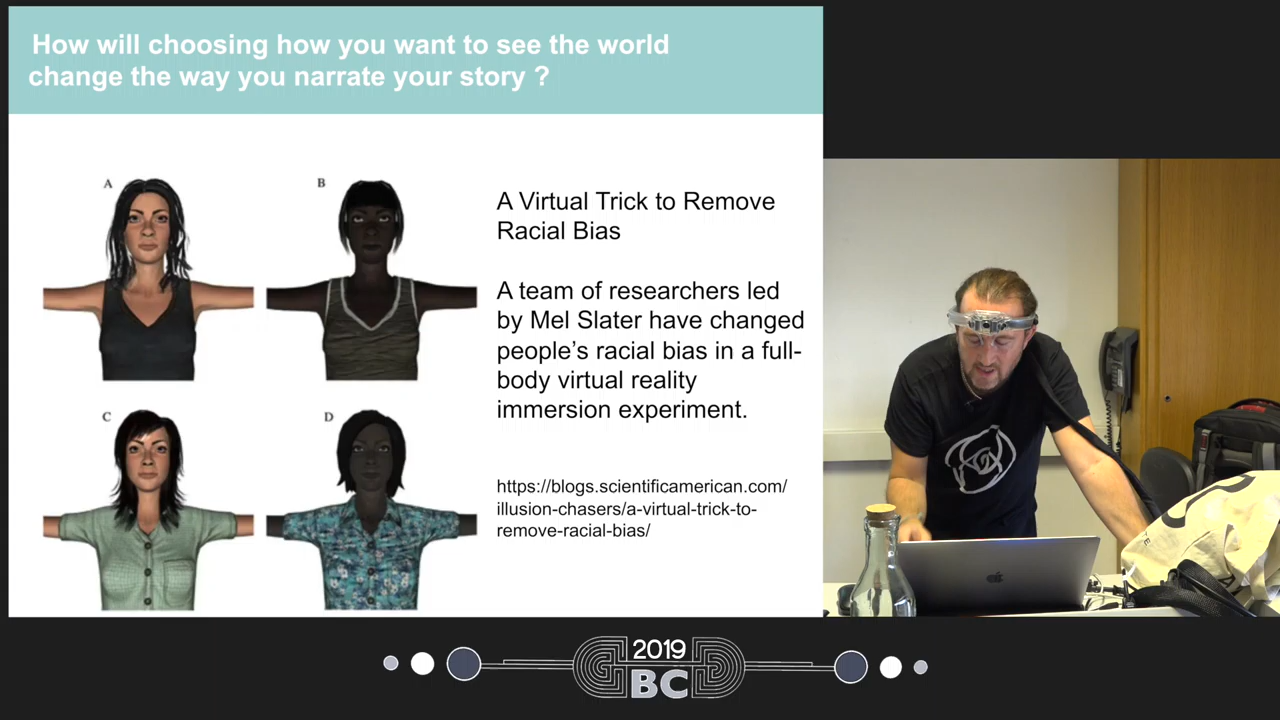 How will choosing how you want to see the world
change the way you narrate your story ?
A
B
A Virtual Trick to Remove
Racial Bias
A team of researchers led
by Mel Slater have changed
people’s racial bias in a full-
body virtual reality
immersion experiment.
C
D
https://blogs.scientificamerican.com/
illusion-chasers/a-virtual-trick-to-
remove-racial-bias/
2019
BC